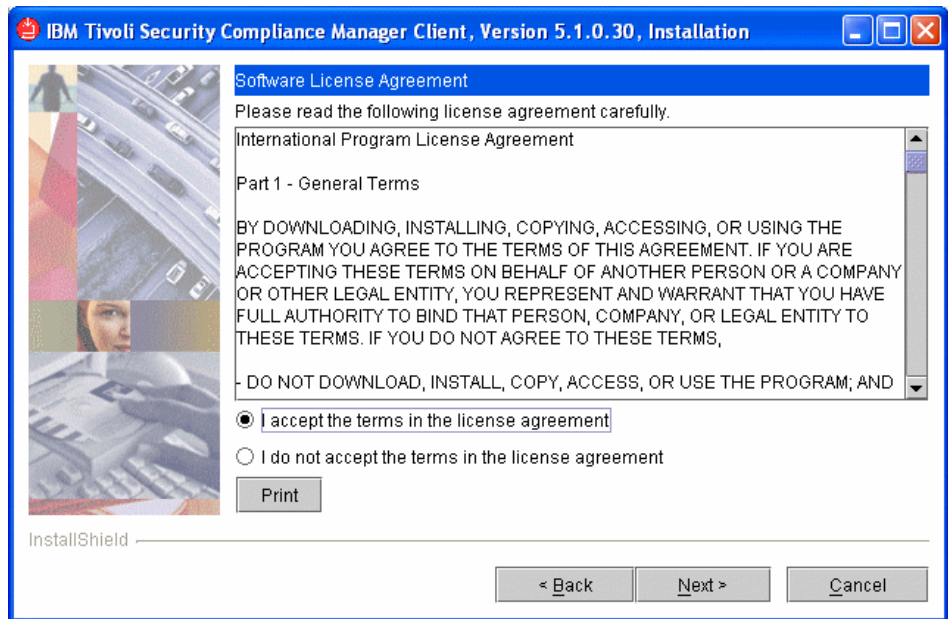 IBM Tivoli Security Compliance Manager Client, Version 5.1.0.30, Installation
Software License Agreement
Please read the following license agreement carefully.
International Program License Agreement
Part 1 - General Terms
BY DOWNLOADING, INSTALLING, COPYING, ACCESSING, OR USING THE
PROGRAM YOU AGREE TO THE TERMS OF THIS AGREEMENT. IF YOU ARE
ACCEPTING THESE TERMS ON BEHALF OF ANOTHER PERSON OR A COMPANY
OR OTHER LEGAL ENTITY, YOU REPRESENT AND WARRANT THAT YOU HAVE
FULL AUTHORITY TO BIND THAT PERSON, COMPANY, OR LEGAL ENTITY TO
THESE TERMS. IF YOU DO NOT AGREE TO THESE TERMS,
- DO NOT DOWNLOAD, INSTALL, COPY, ACCESS, OR USE THE PROGRAM; AND
I accept the terms in the license agreement
I do not accept the terms in the license agreement
Print
InstallShield
< Back Next > Cancel